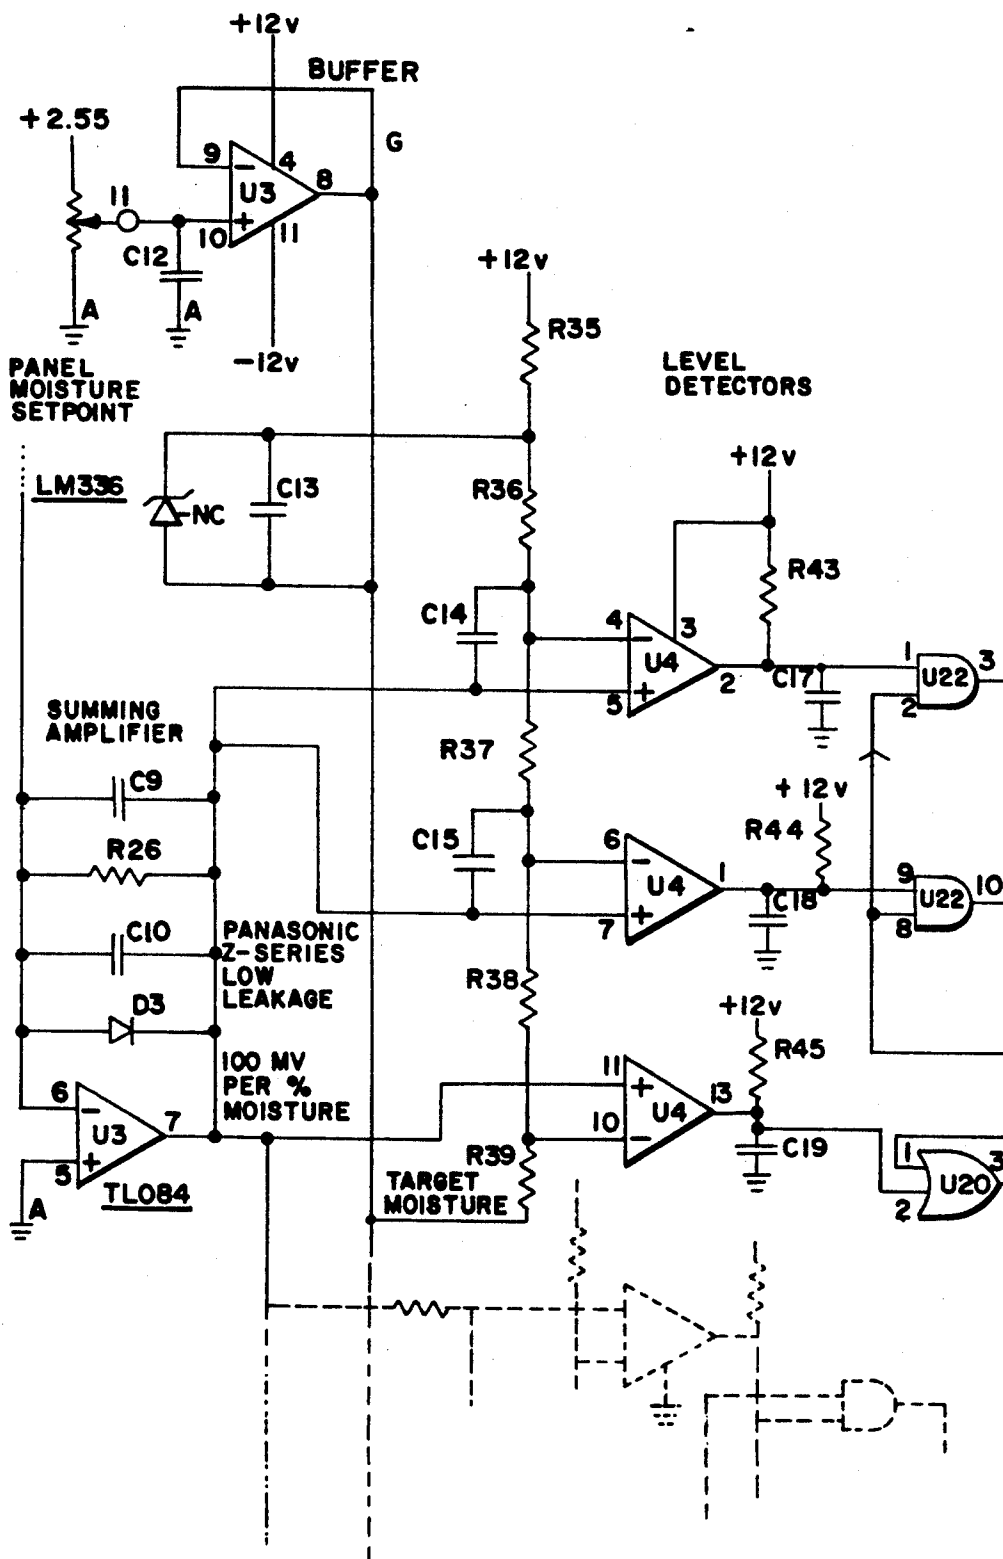 +12v
BUFFER
+2.55
G
9
-
4
U3
8
11
+
10
11
C12
A
A
-12v
PANEL
MOISTURE
SETPOINT
+12v
R35
LEVEL
DETECTORS
+12v
LM336
NC
C13
R36
R43
C14
4
-
3
U4
2
+
5
C17
1
U22
3
2
SUMMING
AMPLIFIER
R37
C9
+12v
R44
R26
C15
6
-
U4
1
+
7
C18
9
U22
10
8
C10
PANASONIC
Z-SERIES
LOW
LEAKAGE
R38
D3
+12v
R45
100 MV
PER %
MOISTURE
11
+
U4
13
10
-
C19
6
-
U3
7
+
5
A
TL084
R39
TARGET
MOISTURE
1
U20
3
2